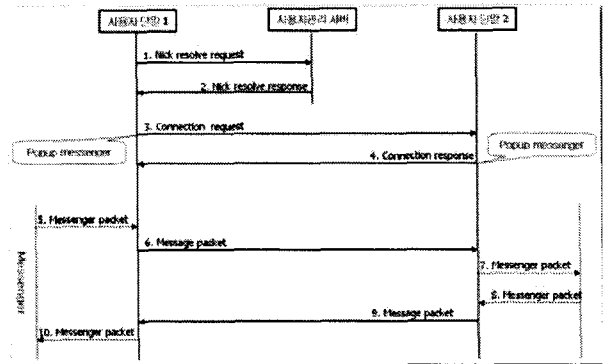 사용자 단말 1
사용자관리 서버
사용자 단말 2
1. Nick resolve request
2. Nick resolve response
3. Connection request
Popup messenger
Popup messenger
4. Connection response
5. Messenger packet
6. Message packet
7. Messenger packet
8. Messenger packet
9. Message packet
10. Messenger packet
Messenger